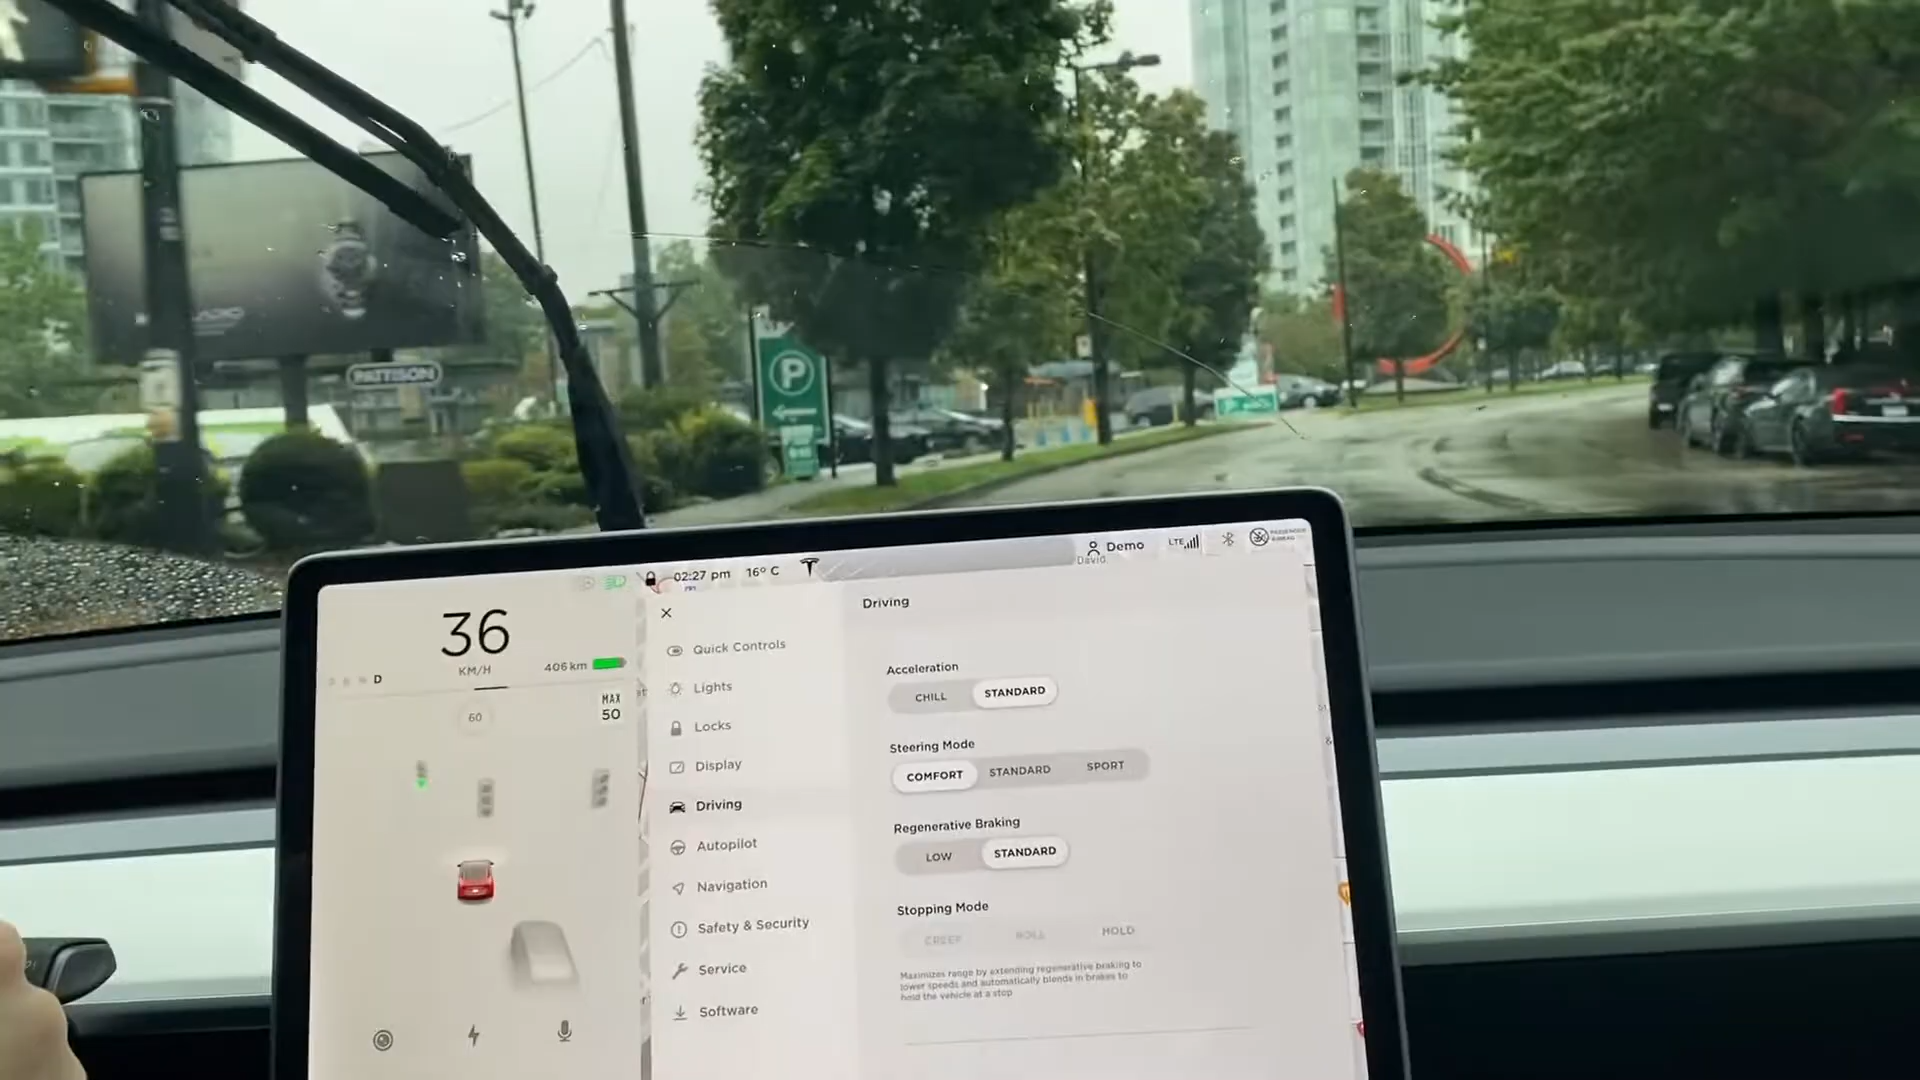 PATTISON
P
02:27 pm 16° C
Demo LTE
David
PASSENGER
AIRBAG
36
KM/H
406 km
D
MAX
50
60
Quick Controls
Lights
Locks
Display
Driving
Autopilot
Navigation
Safety & Security
Service
Software
Driving
Acceleration
CHILL STANDARD
Steering Mode
COMFORT STANDARD SPORT
Regenerative Braking
LOW STANDARD
Stopping Mode
CREEP ROLL HOLD
Maximizes range by extending regenerative braking to
lower speeds and automatically blends in brakes to
hold the vehicle at a stop